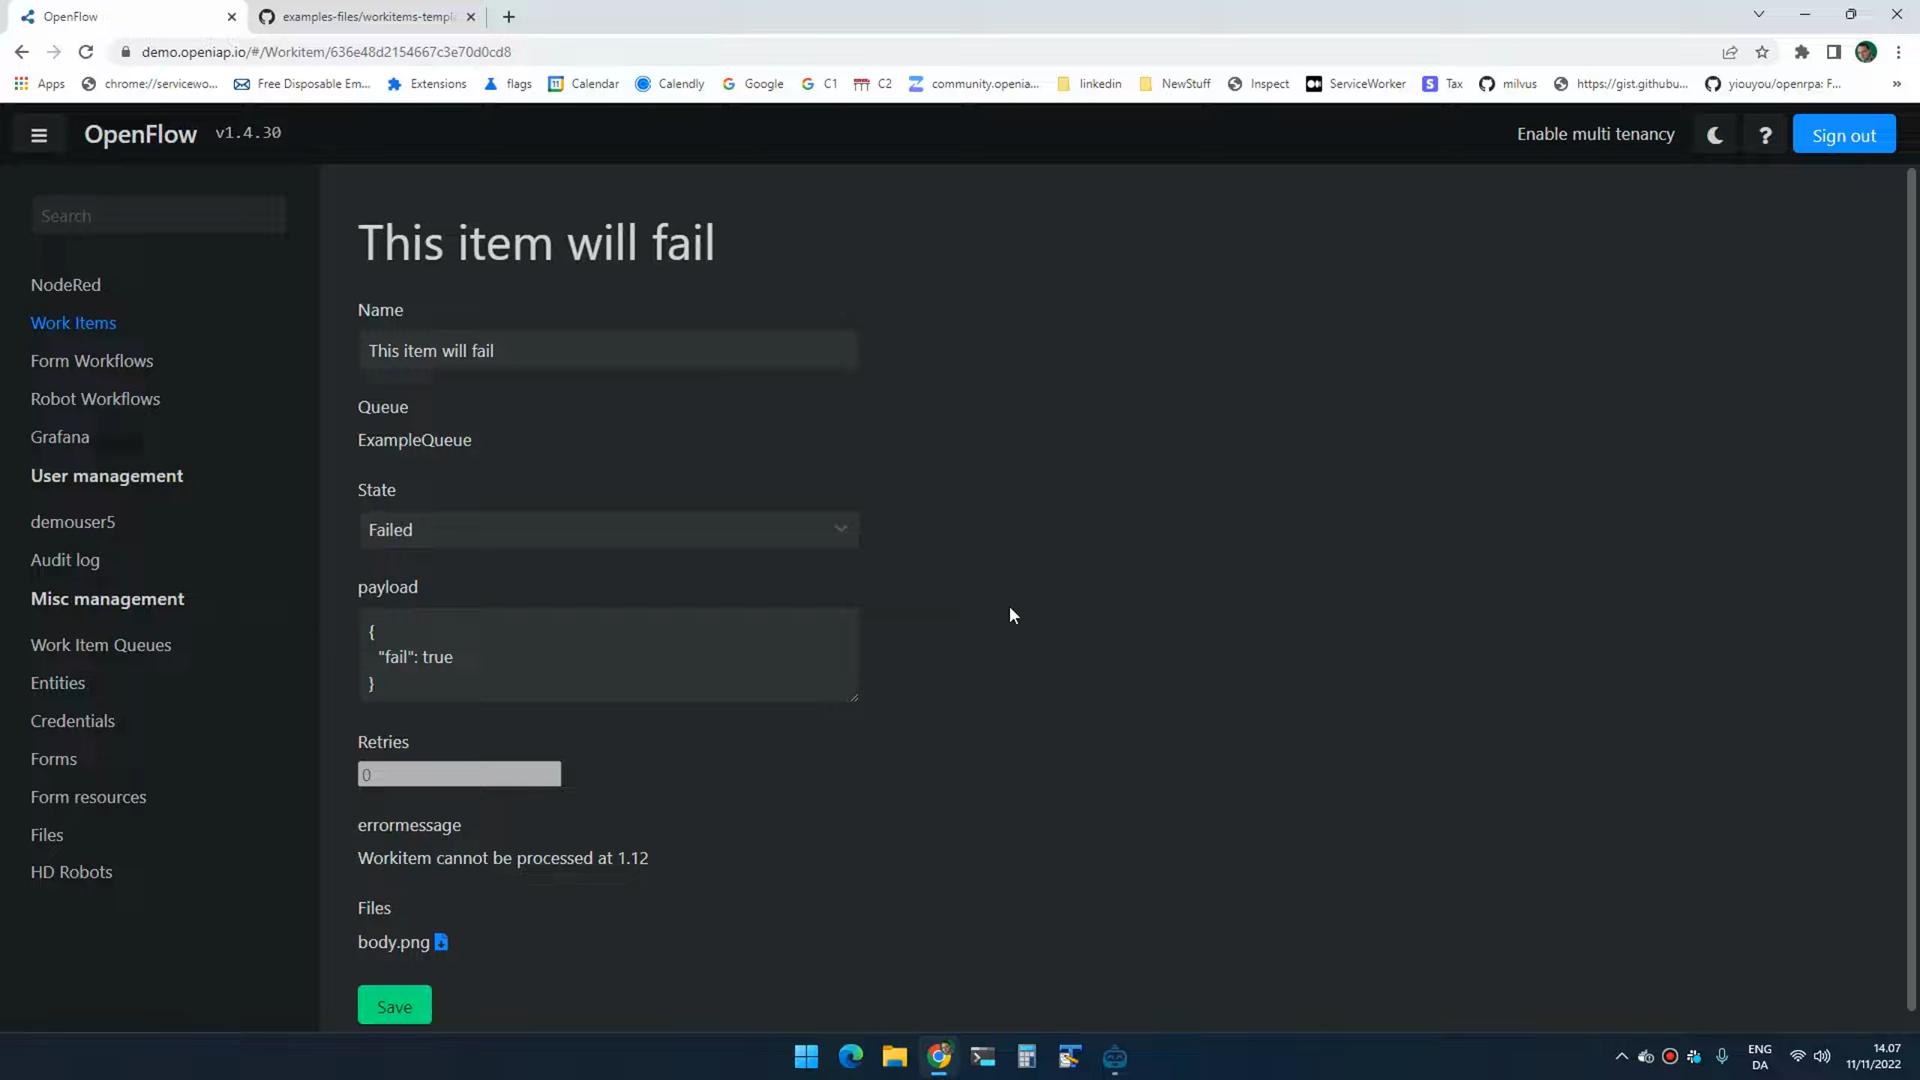 OpenFlow
examples-files/workitems-templa
demo.openiap.io/#/Workitem/636e48d2154667c3e70d0cd8
Apps
chrome://servicewo...
Free Disposable Em...
Extensions
flags
Calendar
Calendly
Google
C1
C2
community.openia...
linkedin
NewStuff
Inspect
ServiceWorker
Tax
milvus
https://gist.githubu...
yiouyou/openrpa: F...
OpenFlow v1.4.30
Enable multi tenancy
?
Sign out
Search
NodeRed
Work Items
Form Workflows
Robot Workflows
Grafana
User management
demouser5
Audit log
Misc management
Work Item Queues
Entities
Credentials
Forms
Form resources
Files
HD Robots
This item will fail
Name
This item will fail
Queue
ExampleQueue
State
Failed
payload
{
"fail": true
}
Retries
0
errormessage
Workitem cannot be processed at 1.12
Files
body.png
Save
ENG
DA
14.07
11/11/2022